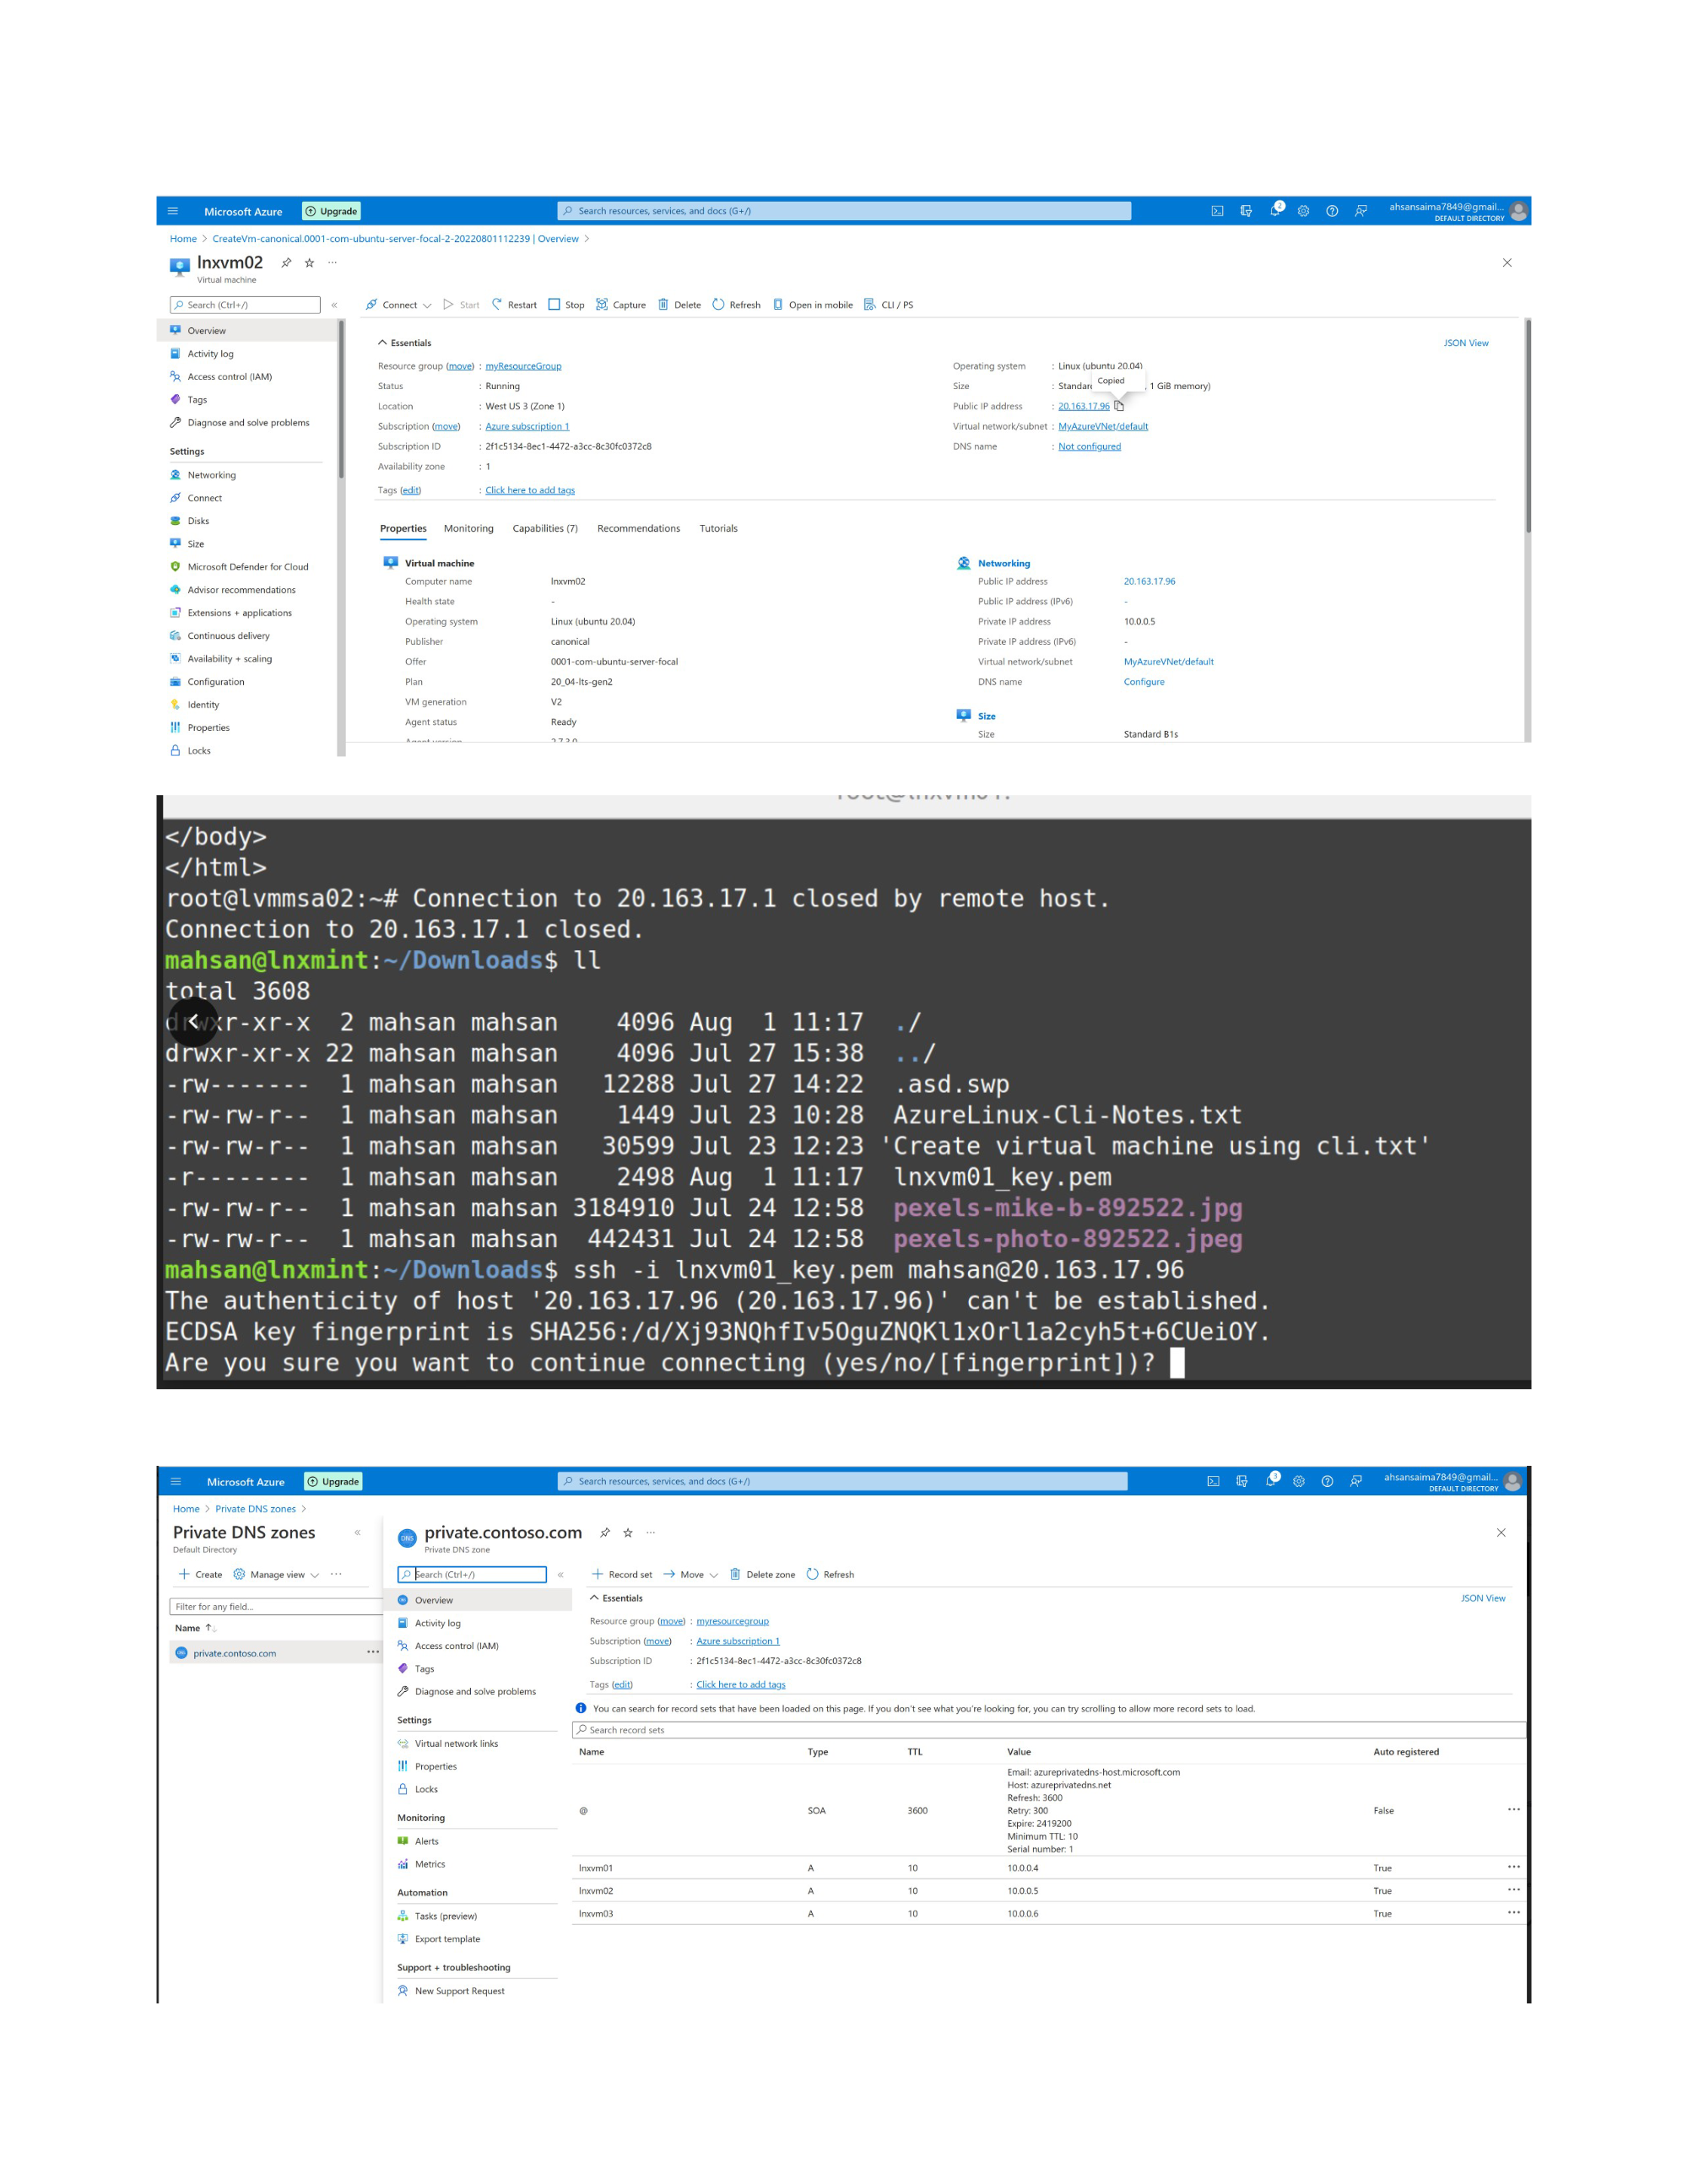 Microsoft Azure Upgrade Search resources, services, and docs (G+/) 2 ahsansaima7849@gmail...
DEFAULT DIRECTORY
Home > CreateVm-canonical.0001-com-ubuntu-server-focal-2-20220801112239 | Overview >
lnxvm02
Virtual machine
Search (Ctrl+/) « Connect Start Restart Stop Capture Delete Refresh Open in mobile CLI / PS
Overview
Activity log
Access control (IAM)
Tags
Diagnose and solve problems
Settings
Networking
Connect
Disks
Size
Microsoft Defender for Cloud
Advisor recommendations
Extensions + applications
Continuous delivery
Availability + scaling
Configuration
Identity
Properties
Locks
Essentials JSON View
Resource group (move) : myResourceGroup
Status : Running
Location : West US 3 (Zone 1)
Subscription (move) : Azure subscription 1
Subscription ID : 2f1c5134-8ec1-4472-a3cc-8c30fc0372c8
Availability zone : 1
Tags (edit) : Click here to add tags
Operating system : Linux (ubuntu 20.04)
Copied
Size : Standar , 1 GiB memory)
Public IP address : 20.163.17.96
Virtual network/subnet : MyAzureVNet/default
DNS name : Not configured
Properties Monitoring Capabilities (7) Recommendations Tutorials
Virtual machine
Computer name lnxvm02
Health state -
Operating system Linux (ubuntu 20.04)
Publisher canonical
Offer 0001-com-ubuntu-server-focal
Plan 20_04-lts-gen2
VM generation V2
Agent status Ready
Networking
Public IP address 20.163.17.96
Public IP address (IPv6) -
Private IP address 10.0.0.5
Private IP address (IPv6) -
Virtual network/subnet MyAzureVNet/default
DNS name Configure
Size
Size Standard B1s
</body>
</html>
root@lvmmsa02:~# Connection to 20.163.17.1 closed by remote host.
Connection to 20.163.17.1 closed.
mahsan@lnxmint:~/Downloads$ ll
total 3608
drwxr-xr-x 2 mahsan mahsan 4096 Aug 1 11:17 ./
drwxr-xr-x 22 mahsan mahsan 4096 Jul 27 15:38 ../
-rw------- 1 mahsan mahsan 12288 Jul 27 14:22 .asd.swp
-rw-rw-r-- 1 mahsan mahsan 1449 Jul 23 10:28 AzureLinux-Cli-Notes.txt
-rw-rw-r-- 1 mahsan mahsan 30599 Jul 23 12:23 'Create virtual machine using cli.txt'
-r-------- 1 mahsan mahsan 2498 Aug 1 11:17 lnxvm01_key.pem
-rw-rw-r-- 1 mahsan mahsan 3184910 Jul 24 12:58 pexels-mike-b-892522.jpg
-rw-rw-r-- 1 mahsan mahsan 442431 Jul 24 12:58 pexels-photo-892522.jpeg
mahsan@lnxmint:~/Downloads$ ssh -i lnxvm01_key.pem mahsan@20.163.17.96
The authenticity of host '20.163.17.96 (20.163.17.96)' can't be established.
ECDSA key fingerprint is SHA256:/d/Xj93NQhfIv5OguZNQKl1xOrl1a2cyh5t+6CUeiOY.
Are you sure you want to continue connecting (yes/no/[fingerprint])?
Microsoft Azure Upgrade Search resources, services, and docs (G+/) 3 ahsansaima7849@gmail...
DEFAULT DIRECTORY
Home > Private DNS zones >
Private DNS zones «
Default Directory
Create Manage view ...
Filter for any field...
Name ↑
private.contoso.com ...
private.contoso.com
Private DNS zone
Search (Ctrl+/) « Record set Move Delete zone Refresh
Overview
Activity log
Access control (IAM)
Tags
Diagnose and solve problems
Settings
Virtual network links
Properties
Locks
Monitoring
Alerts
Metrics
Automation
Tasks (preview)
Export template
Support + troubleshooting
New Support Request
Essentials JSON View
Resource group (move) : myresourcegroup
Subscription (move) : Azure subscription 1
Subscription ID : 2f1c5134-8ec1-4472-a3cc-8c30fc0372c8
Tags (edit) : Click here to add tags
You can search for record sets that have been loaded on this page. If you don't see what you're looking for, you can try scrolling to allow more record sets to load.
Search record sets
Name Type TTL Value Auto registered
Email: azureprivatedns-host.microsoft.com
Host: azureprivatedns.net
Refresh: 3600
@ SOA 3600 Retry: 300 False
Expire: 2419200
Minimum TTL: 10
Serial number: 1
lnxvm01 A 10 10.0.0.4 True
lnxvm02 A 10 10.0.0.5 True
lnxvm03 A 10 10.0.0.6 True